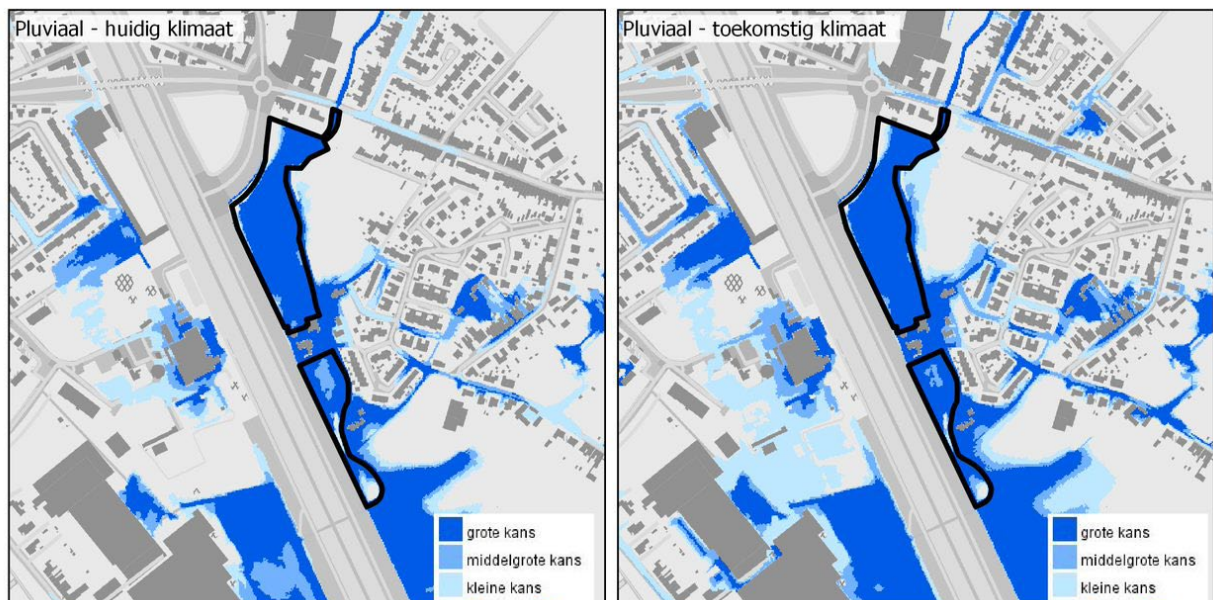 Pluviaal - huidig klimaat
grote kans
middelgrote kans
kleine kans
Pluviaal - toekomstig klimaat
grote kans
middelgrote kans
kleine kans